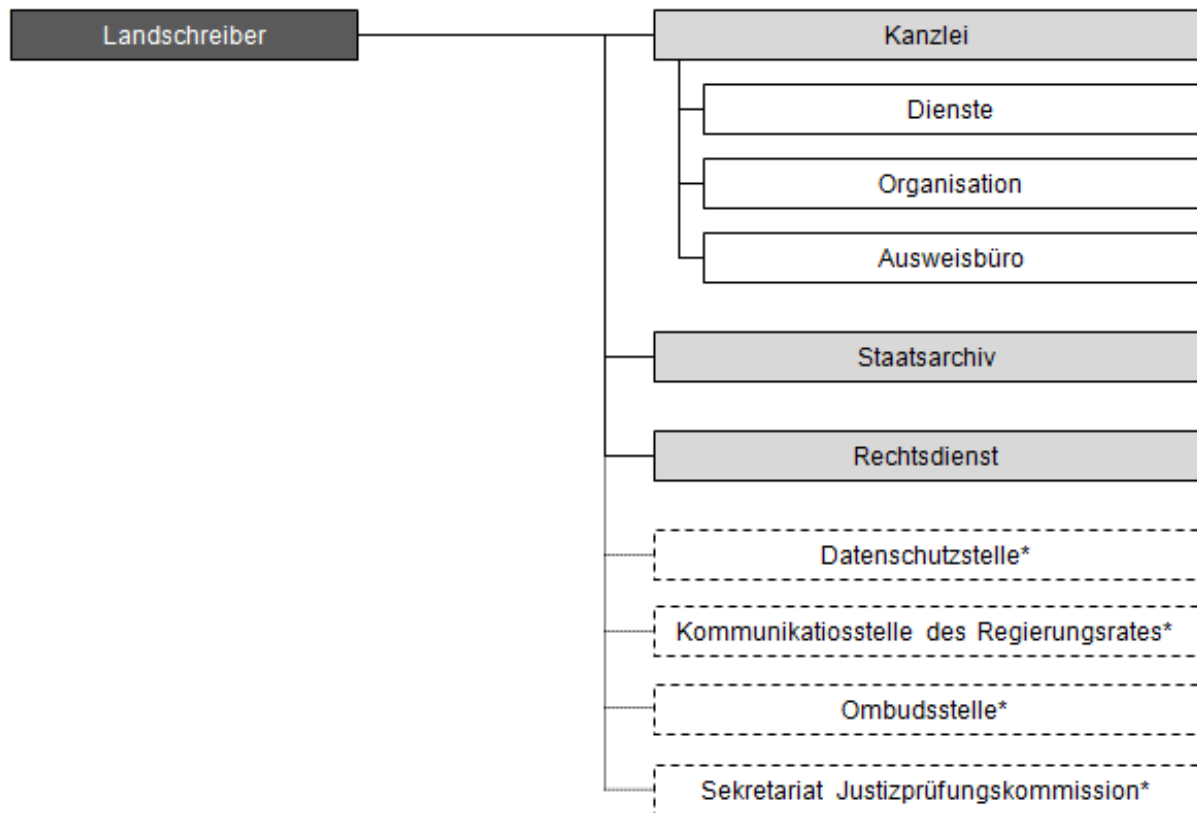 Landschreiber
Kanzlei
Dienste
Organisation
Ausweisbüro
Staatsarchiv
Rechtsdienst
Datenschutzstelle*
Kommunikatiosstelle des Regierungsrates*
Ombudsstelle*
Sekretariat Justizprüfungskommission*